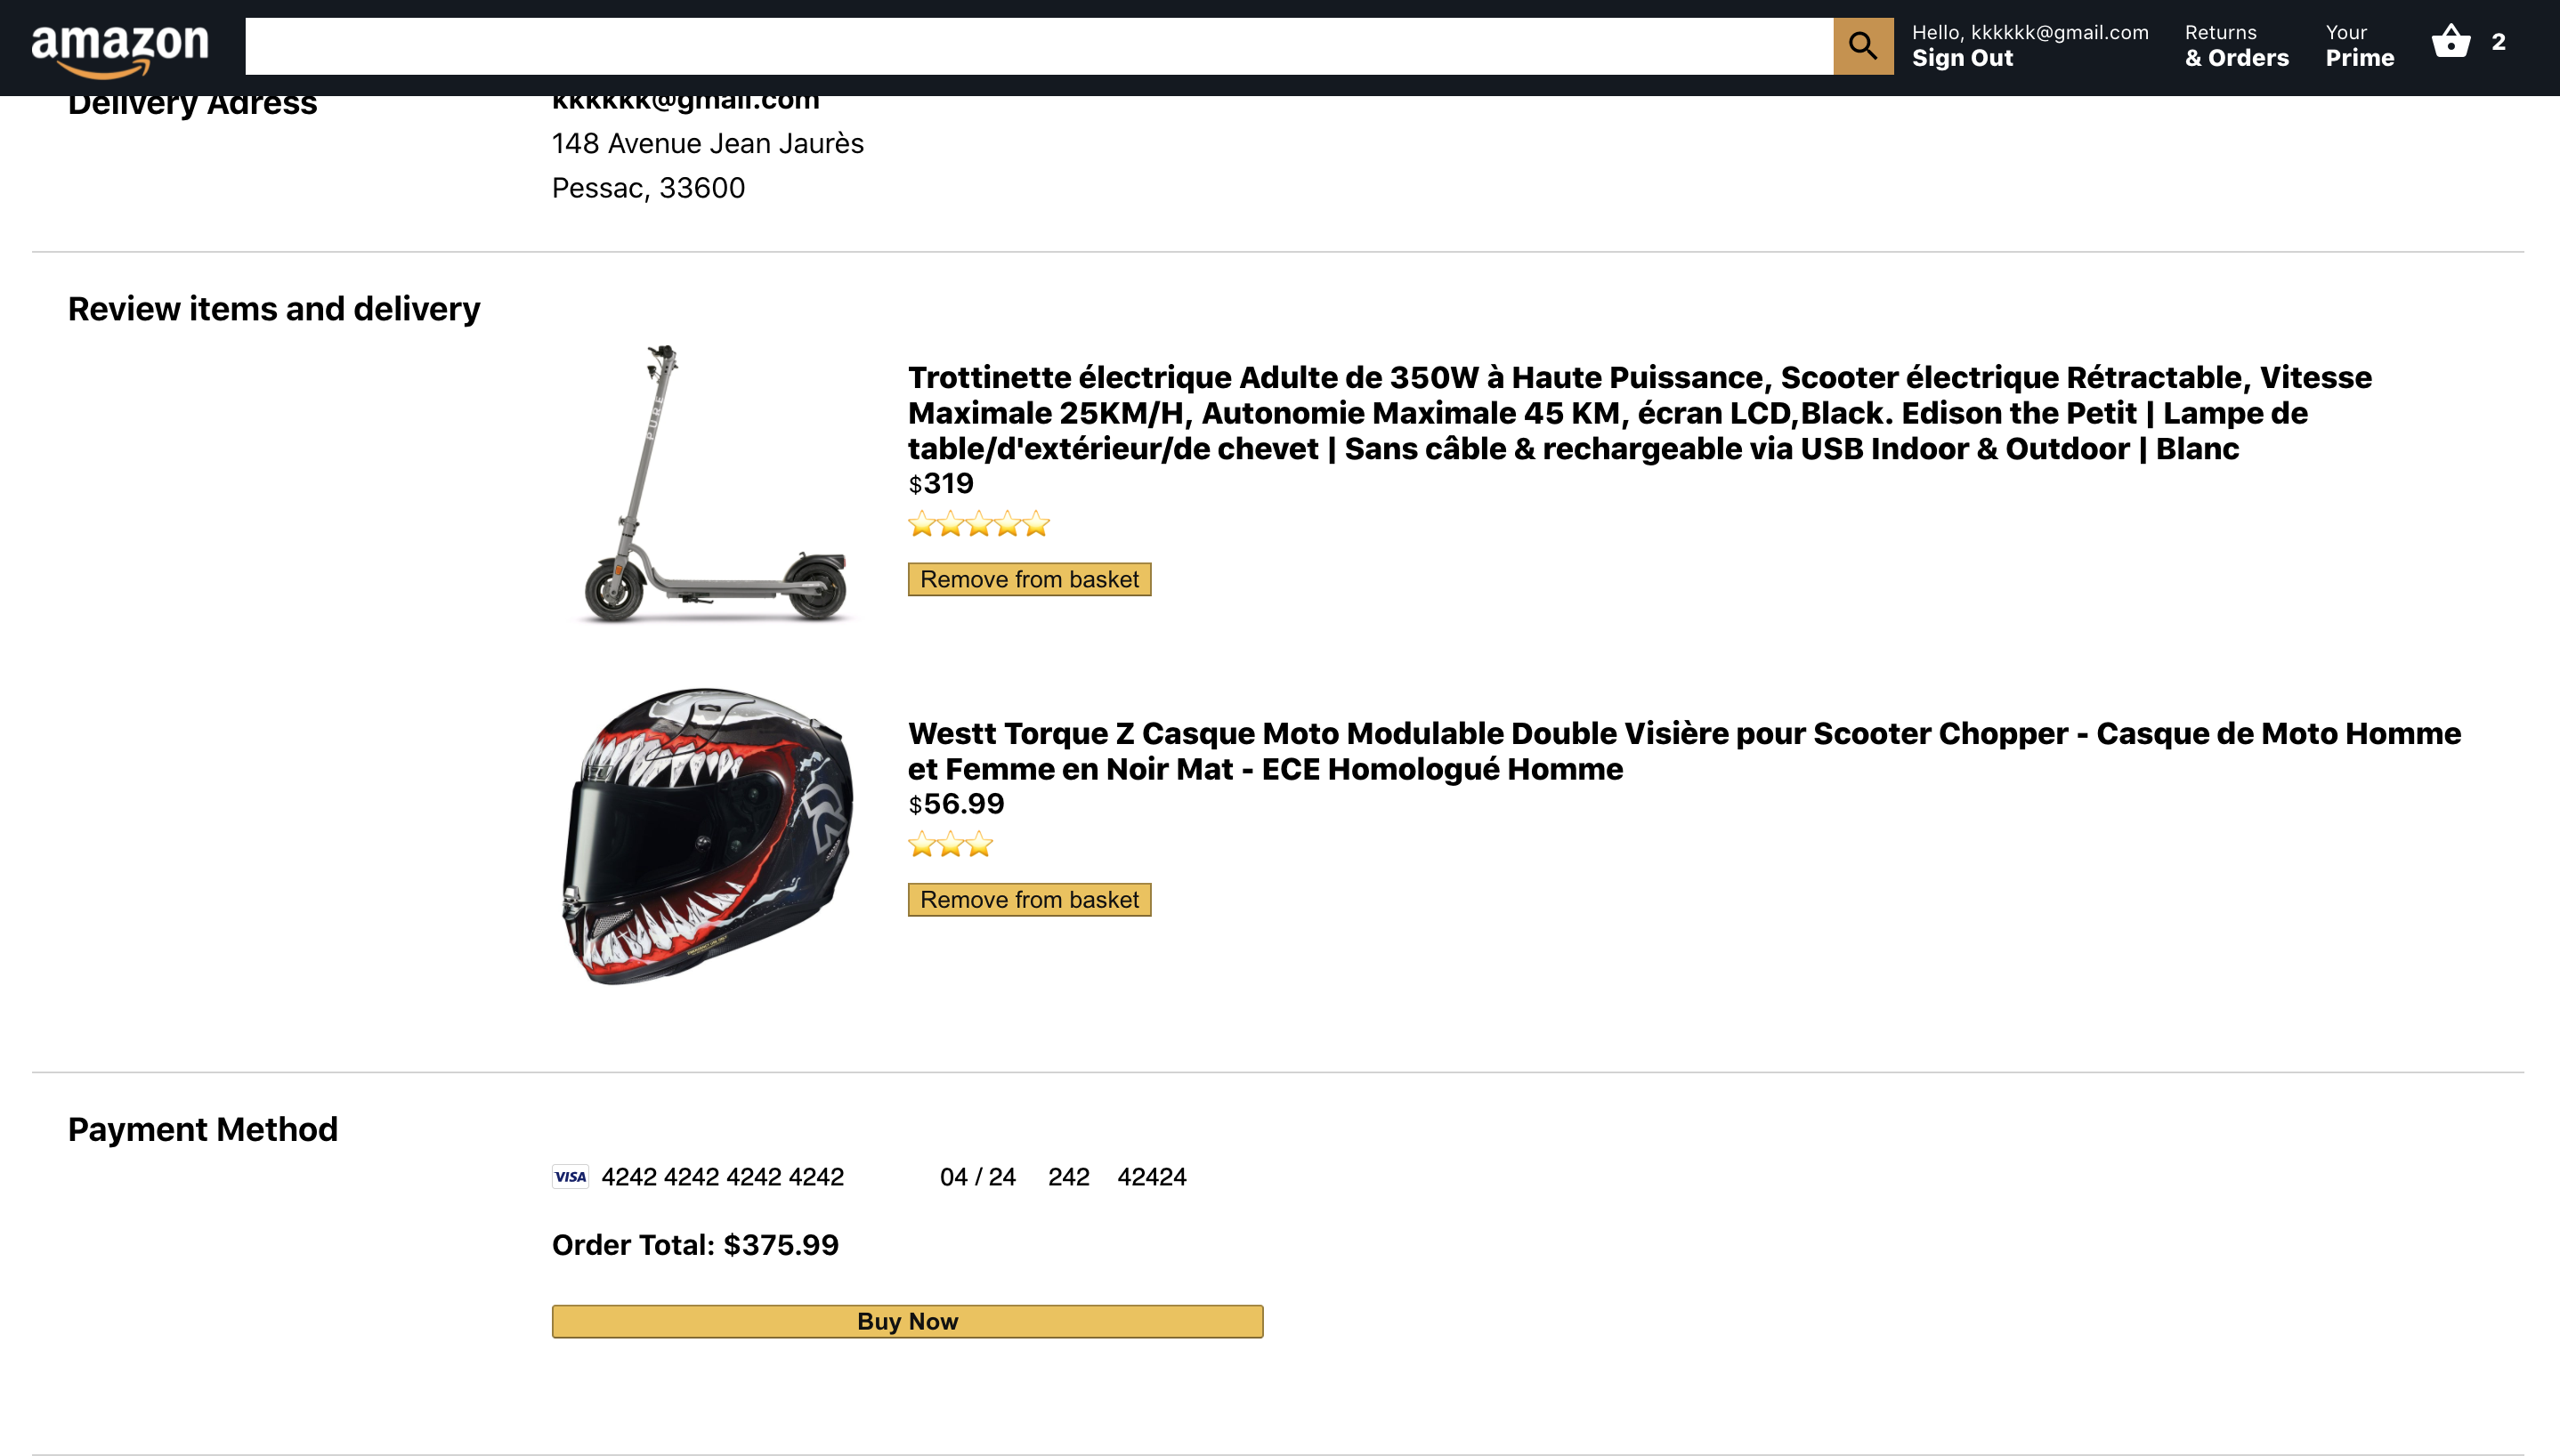 amazon
Hello, kkkkkk@gmail.com
Sign Out
Returns
& Orders
Your
Prime
2
Delivery Adress
kkkkkk@gmail.com
148 Avenue Jean Jaurès
Pessac, 33600
Review items and delivery
PURE
Trottinette électrique Adulte de 350W à Haute Puissance, Scooter électrique Rétractable, Vitesse
Maximale 25KM/H, Autonomie Maximale 45 KM, écran LCD,Black. Edison the Petit | Lampe de
table/d'extérieur/de chevet | Sans câble & rechargeable via USB Indoor & Outdoor | Blanc
$319
Remove from basket
Westt Torque Z Casque Moto Modulable Double Visière pour Scooter Chopper - Casque de Moto Homme
et Femme en Noir Mat - ECE Homologué Homme
$56.99
Remove from basket
Payment Method
VISA 4242 4242 4242 4242 04 / 24 242 42424
Order Total: $375.99
Buy Now